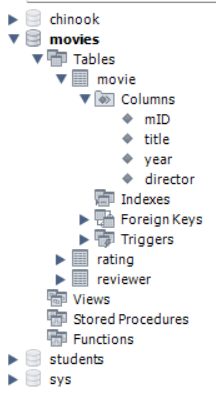 chinook
movies
Tables
movie
Columns
mID
title
year
director
Indexes
Foreign Keys
Triggers
rating
reviewer
Views
Stored Procedures
Functions
students
sys